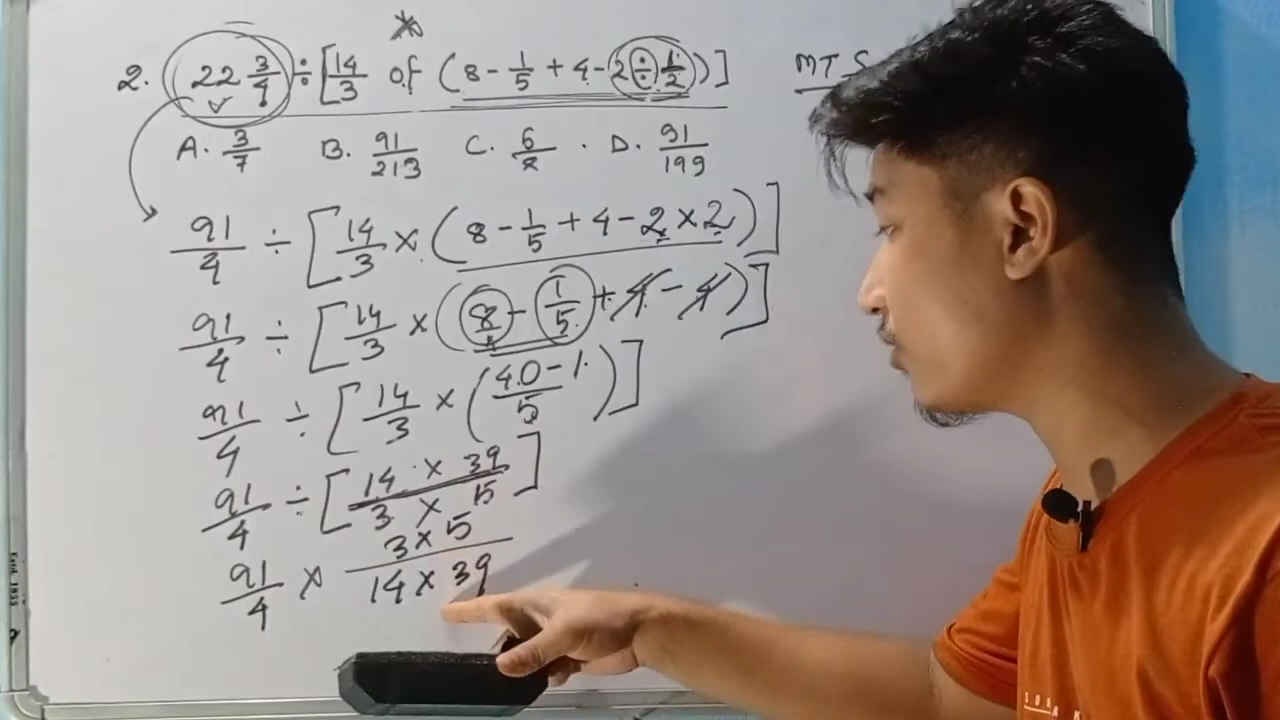 2. 22 3/4 ÷ [14/3 of (8 - 1/5 + 4 - 2 ÷ 1/2)] MTS
A. 3/7 B. 91/213 C. 6/8 D. 91/199
91/4 ÷ [14/3 × (8 - 1/5 + 4 - 2 × 2)]
91/4 ÷ [14/3 × (8/1 - 1/5 + 4 - 4)]
91/4 ÷ [14/3 × (40 - 1/5)]
91/4 ÷ [14 × 39/3 × 5]
91/4 × 3 × 5/14 × 39